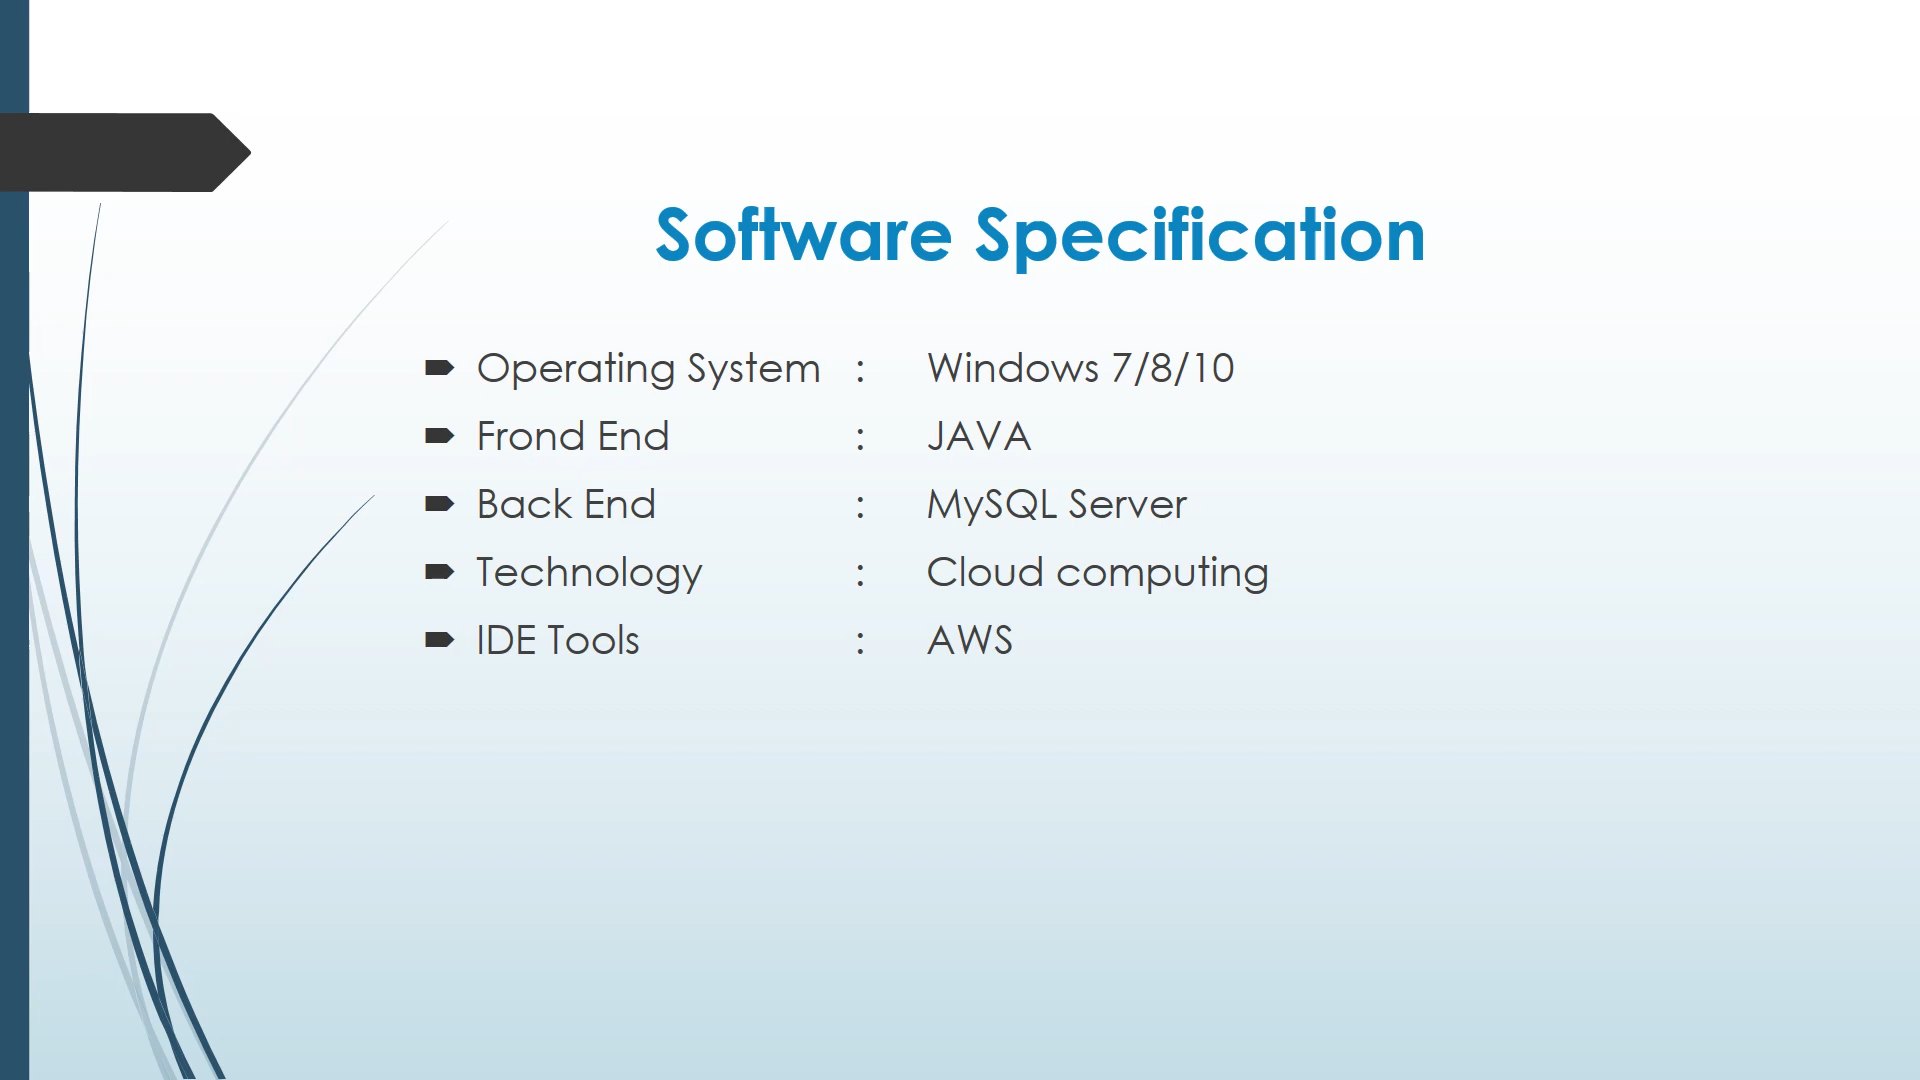 Software Specification
Operating System : Windows 7/8/10
Frond End : JAVA
Back End : MySQL Server
Technology : Cloud computing
IDE Tools : AWS